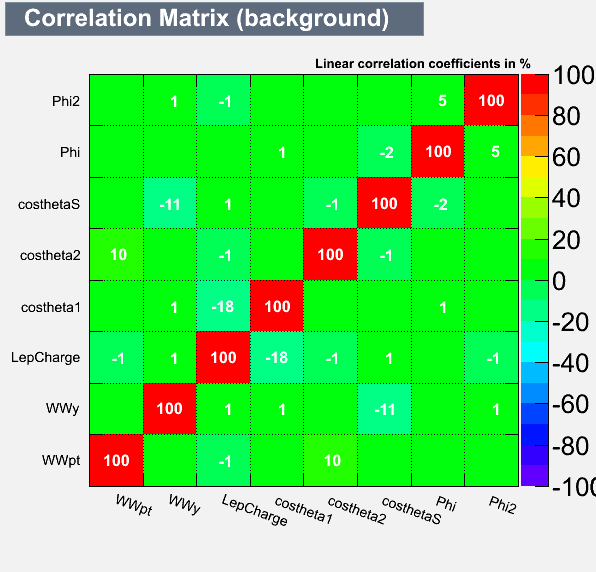 Correlation Matrix (background)
Linear correlation coefficients in %
Phi2 1 -1 5 100
Phi 1 -2 100 5
costhetaS -11 1 -1 100 -2
costheta2 10 -1 100 -1
costheta1 1 -18 100 1
LepCharge -1 1 100 -18 -1 1 -1
WWy 100 1 1 -11 1
WWpt 100 -1 10
WWpt WWy LepCharge costheta1 costheta2 costhetaS Phi Phi2
100
80
60
40
20
0
-20
-40
-60
-80
-100